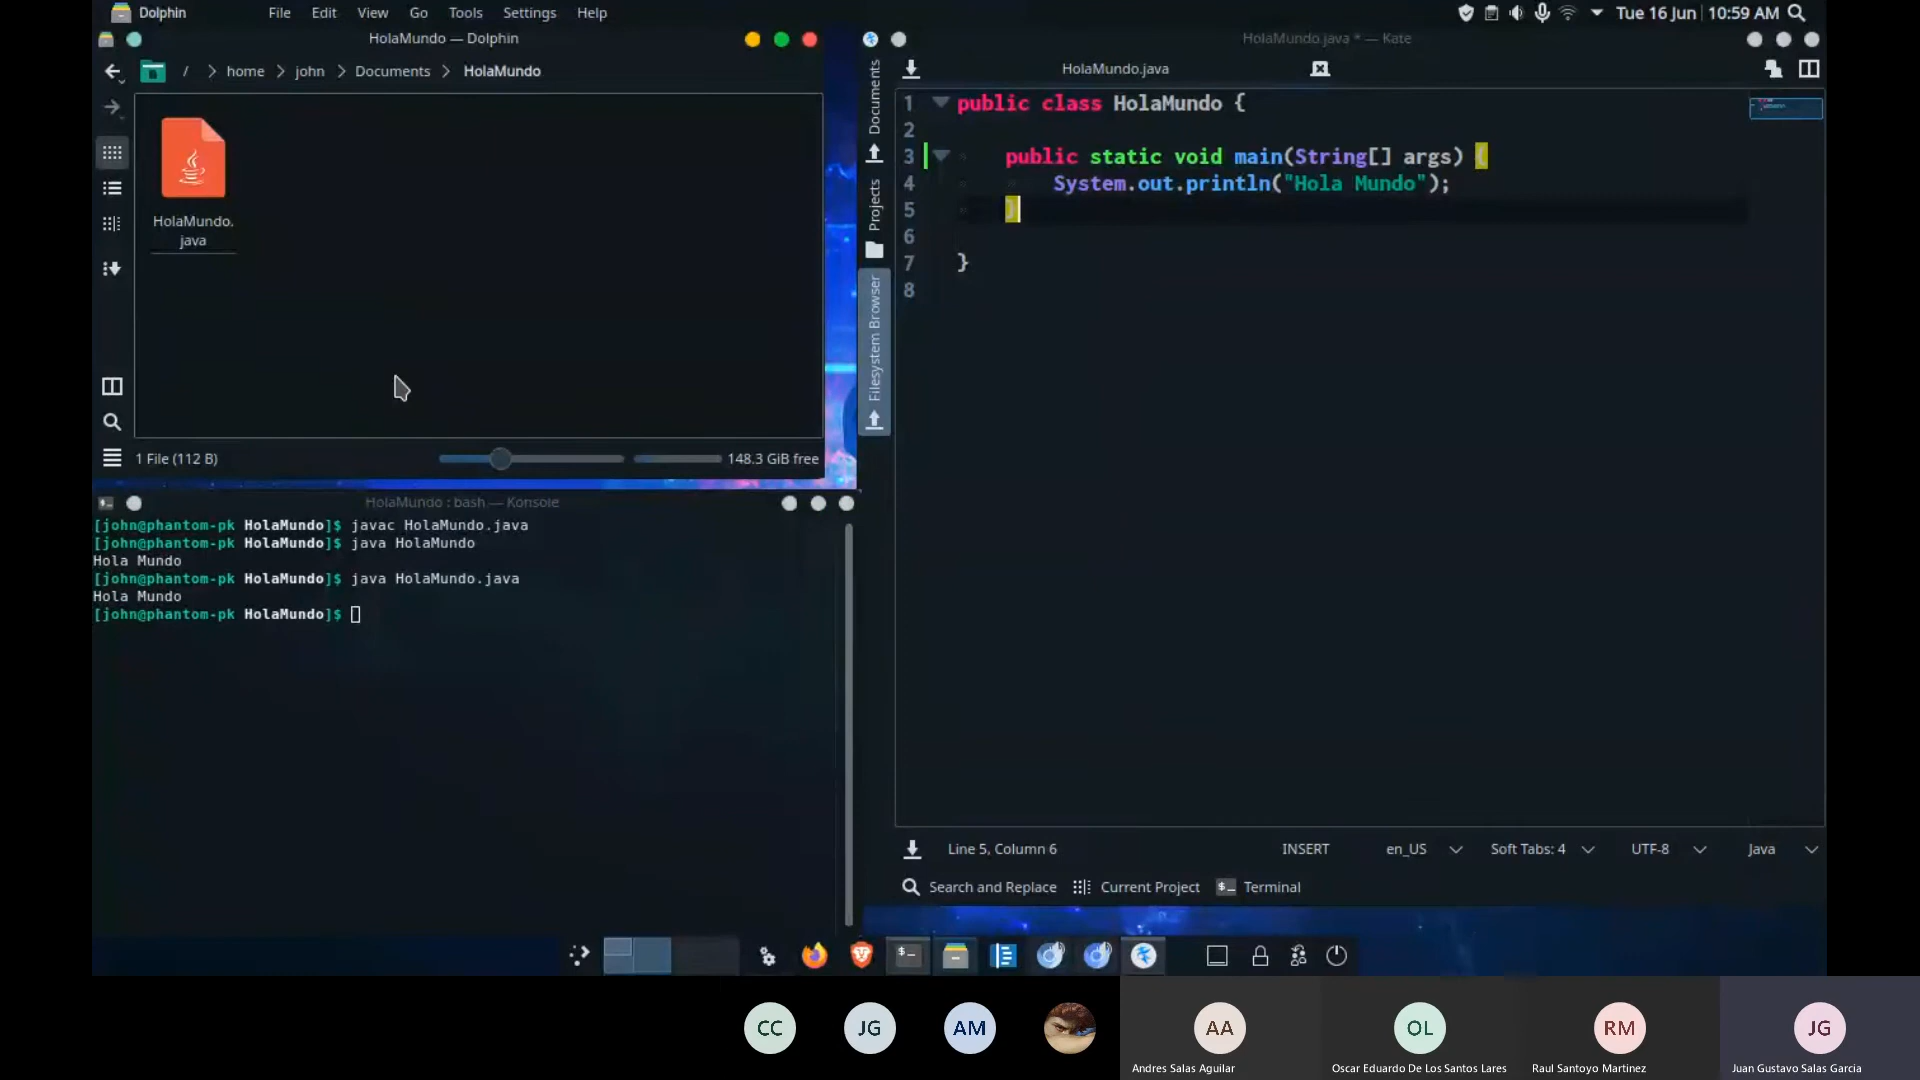 Dolphin File Edit View Go Tools Settings Help
Tue 16 Jun 10:59 AM
HolaMundo — Dolphin
/ home john Documents HolaMundo
HolaMundo.
java
1 File (112 B)
148.3 GiB free
HolaMundo : bash — Konsole
[john@phantom-pk HolaMundo]$ javac HolaMundo.java
[john@phantom-pk HolaMundo]$ java HolaMundo
Hola Mundo
[john@phantom-pk HolaMundo]$ java HolaMundo.java
Hola Mundo
[john@phantom-pk HolaMundo]$
HolaMundo.java * — Kate
HolaMundo.java
Documents
Projects
Filesystem Browser
1 public class HolaMundo {
2
3 public static void main(String[] args) {
4 System.out.println("Hola Mundo");
5 }
6
7 }
8
Line 5, Column 6 INSERT en_US Soft Tabs: 4 UTF-8 Java
Search and Replace Current Project Terminal
CC JG AM AA OL RM JG
Andres Salas Aguilar Oscar Eduardo De Los Santos Lares Raul Santoyo Martinez Juan Gustavo Salas Garcia